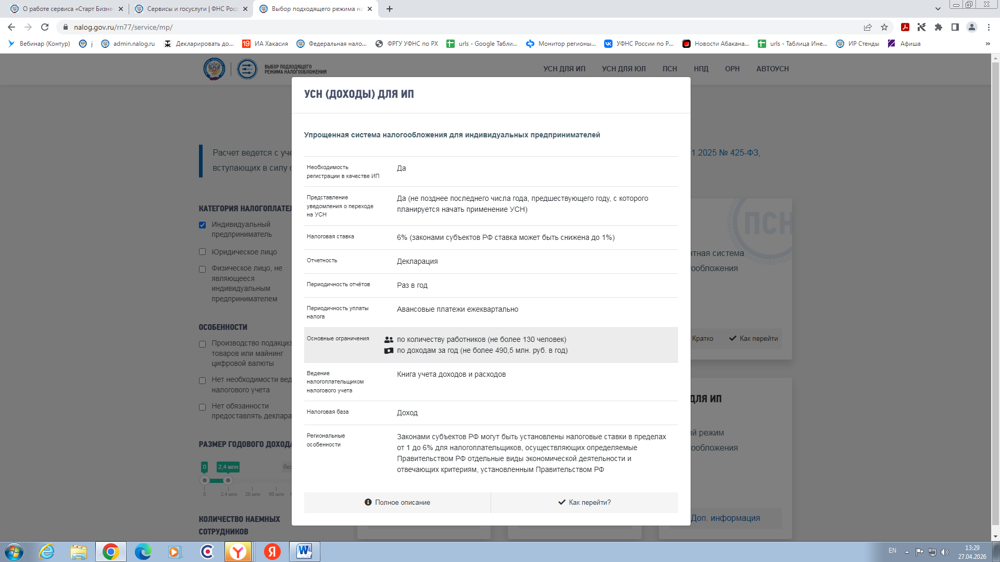 О работе сервиса «Старт Бизне
Сервисы и госуслуги | ФНС Росс
Выбор подходящего режима на
nalog.gov.ru/rn77/service/mp/
Вебинар (Контур)
j
admin.nalog.ru
Декларировать до...
19
ИА Хакасия
Федеральная нало...
ФРГУ УФНС по РХ
urls - Google Табли...
Монитор регионы...
УФНС России по Р...
Новости Абакана...
urls - Таблица Ине...
ИР Стенды
Афиша
»
ВЫБОР ПОДХОДЯЩЕГО
РЕЖИМА НАЛОГООБЛОЖЕНИЯ
УСН ДЛЯ ИП
УСН ДЛЯ ЮЛ
ПСН
НПД
ОРН
АВТОУСН
УСН (ДОХОДЫ) ДЛЯ ИП
Упрощенная система налогообложения для индивидуальных предпринимателей
Расчет ведется с уче
1.2025 № 425-ФЗ,
вступающих в силу с
Необходимость
регистрации в качестве ИП
Да
Представление
уведомления о переходе
на УСН
Да (не позднее последнего числа года, предшествующего году, с которого
планируется начать применение УСН)
Налоговая ставка
6% (законами субъектов РФ ставка может быть снижена до 1%)
Отчетность
Декларация
Периодичность отчётов
Раз в год
Периодичность уплаты
налога
Авансовые платежи ежеквартально
Основные ограничения
по количеству работников (не более 130 человек)
по доходам за год (не более 490,5 млн. руб. в год)
Ведение
налогоплательщиком
налогового учета
Книга учета доходов и расходов
Налоговая база
Доход
Региональные
особенности
Законами субъектов РФ могут быть установлены налоговые ставки в пределах
от 1 до 6% для налогоплательщиков, осуществляющих определяемые
Правительством РФ отдельные виды экономической деятельности и
отвечающих критериям, установленным Правительством РФ
Полное описание
Как перейти?
КАТЕГОРИЯ НАЛОГОПЛАТЕЛ
Индивидуальный
предприниматель
Юридическое лицо
Физическое лицо, не
являющееся
индивидуальным
предпринимателем
ОСОБЕННОСТИ
Производство подакциз
товаров или майнинг
цифровой валюты
Нет необходимости вед
налогового учета
Нет обязанности
предоставлять деклара
РАЗМЕР ГОДОВОГО ДОХОДА
0
2,4 млн
без
0
2,4 млн
20 млн
60 млн
КОЛИЧЕСТВО НАЕМНЫХ
СОТРУДНИКОВ
ПСН
нтная система
ообложения
Кратко
Как перейти
ДЛЯ ИП
ий режим
ообложения
Доп. информация
EN
13:29
27.04.2026